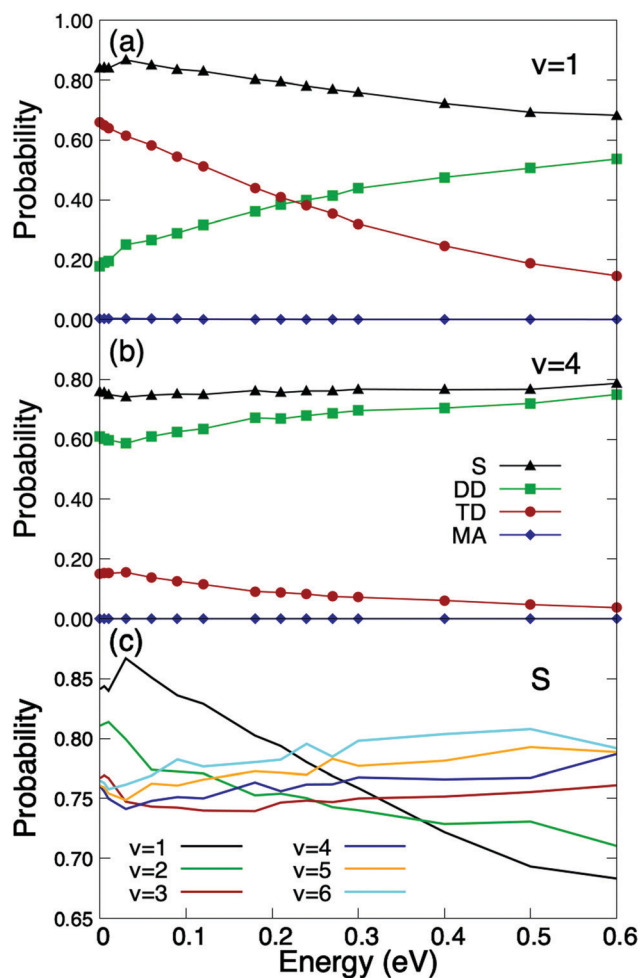 (a)
v=1
1.00
0.80
0.60
0.40
0.20
0.00
Probability
(b)
v=4
0.80
0.60
0.40
0.20
0.00
Probability
S
DD
TD
MA
(c)
S
0.85
0.80
0.75
0.70
0.65
Probability
v=1
v=2
v=3
v=4
v=5
v=6
0 0.1 0.2 0.3 0.4 0.5 0.6
Energy (eV)